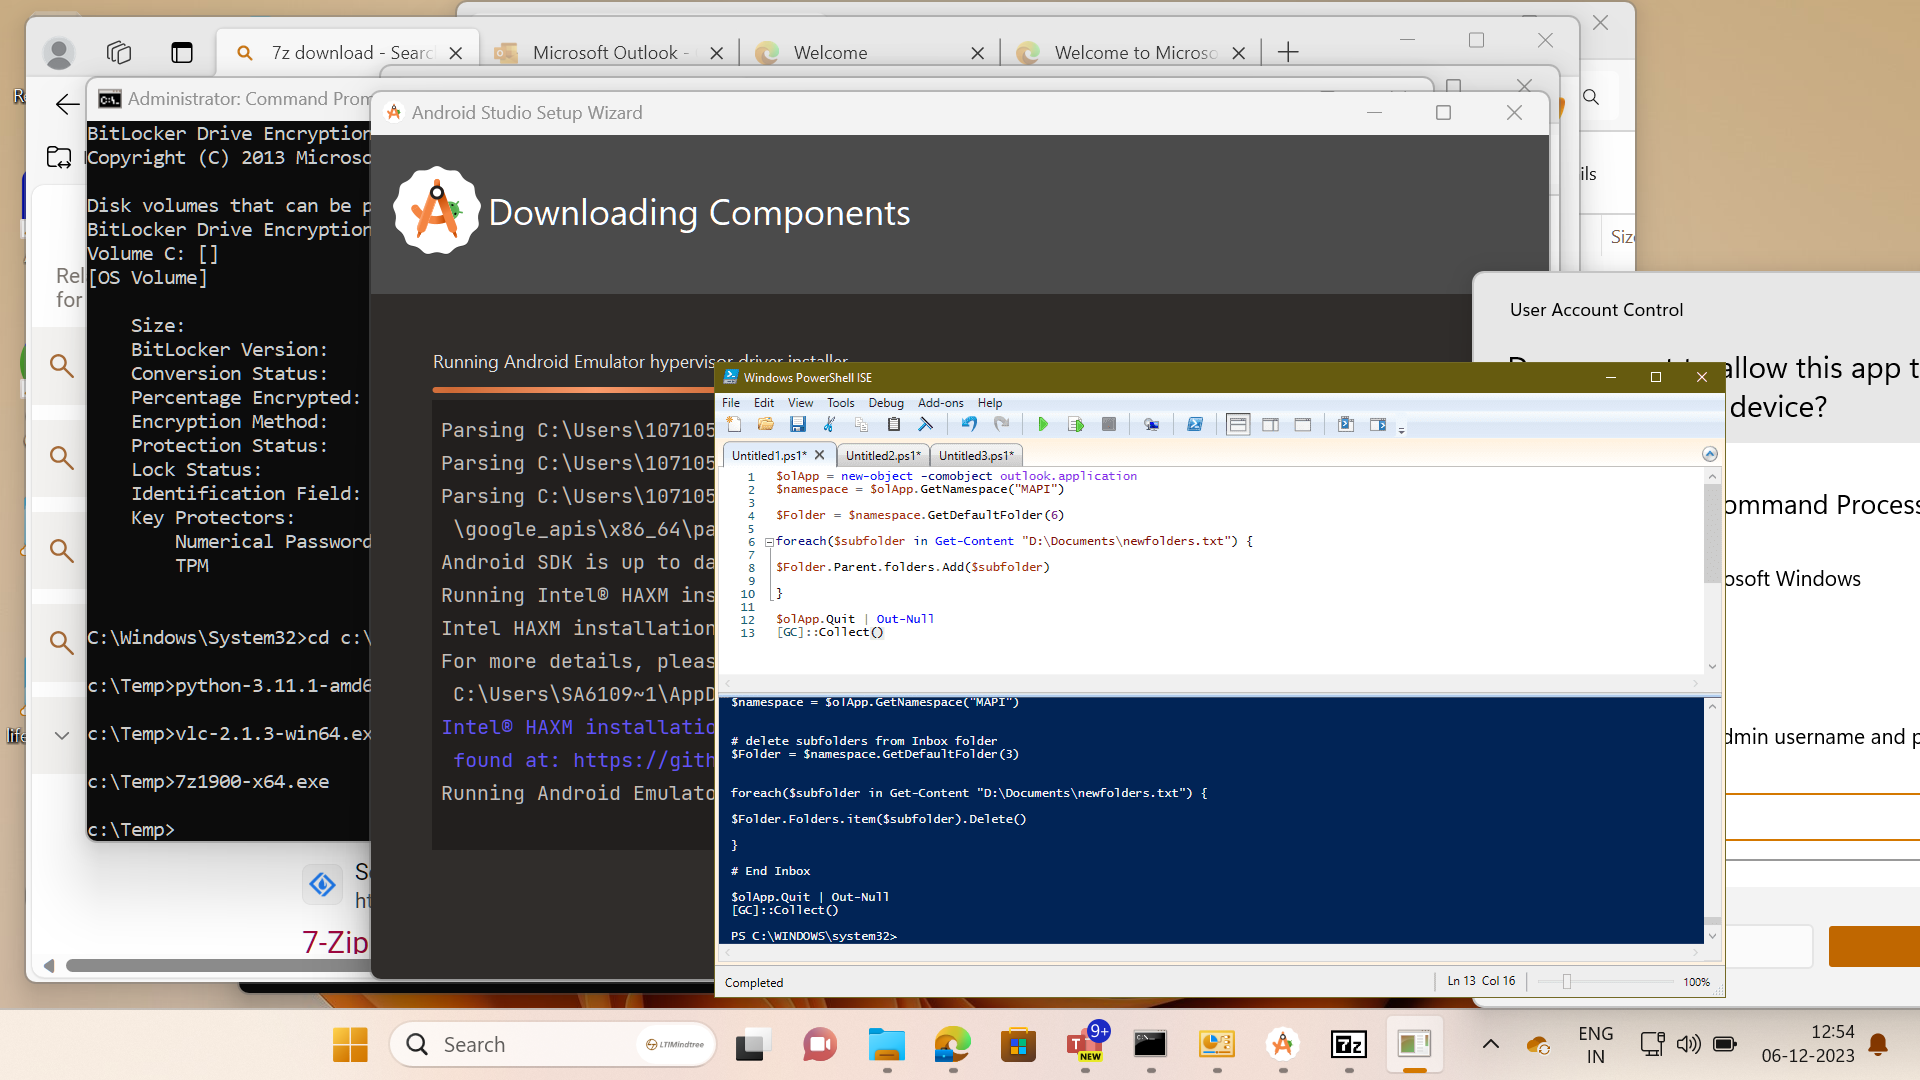 7z download - Searc
Microsoft Outlook -
Welcome
Welcome to Microso
Administrator: Command Prom
BitLocker Drive Encryption
Copyright (C) 2013 Microso
Disk volumes that can be p
BitLocker Drive Encryption
Volume C: []
[OS Volume]
Size:
BitLocker Version:
Conversion Status:
Percentage Encrypted:
Encryption Method:
Protection Status:
Lock Status:
Identification Field:
Key Protectors:
Numerical Password
TPM
C:\Windows\System32>cd c:\
c:\Temp>python-3.11.1-amd6
c:\Temp>vlc-2.1.3-win64.ex
c:\Temp>7z1900-x64.exe
c:\Temp>
Rel
for
7-Zip
Android Studio Setup Wizard
Downloading Components
Running Android Emulator hypervisor driver installer
Parsing C:\Users\107105
Parsing C:\Users\107105
Parsing C:\Users\107105
\google_apis\x86_64\pa
Android SDK is up to da
Running Intel® HAXM ins
Intel HAXM installation
For more details, pleas
C:\Users\SA6109~1\AppD
Intel® HAXM installatio
found at: https://gith
Running Android Emulato
ils
Size
User Account Control
allow this app t
device?
ommand Process
osoft Windows
dmin username and p
Windows PowerShell ISE
File Edit View Tools Debug Add-ons Help
Untitled1.ps1* Untitled2.ps1* Untitled3.ps1*
1 $olApp = new-object -comobject outlook.application
2 $namespace = $olApp.GetNamespace("MAPI")
3
4 $Folder = $namespace.GetDefaultFolder(6)
5
6 foreach($subfolder in Get-Content "D:\Documents\newfolders.txt") {
7
8 $Folder.Parent.folders.Add($subfolder)
9
10 }
11
12 $olApp.Quit | Out-Null
13 [GC]::Collect()
$namespace = $olApp.GetNamespace("MAPI")
# delete subfolders from Inbox folder
$Folder = $namespace.GetDefaultFolder(3)
foreach($subfolder in Get-Content "D:\Documents\newfolders.txt") {
$Folder.Folders.item($subfolder).Delete()
}
# End Inbox
$olApp.Quit | Out-Null
[GC]::Collect()
PS C:\WINDOWS\system32>
Completed
Ln 13 Col 16
100%
Search
LTIMindtree
9+
NEW
7z
ENG
IN
12:54
06-12-2023